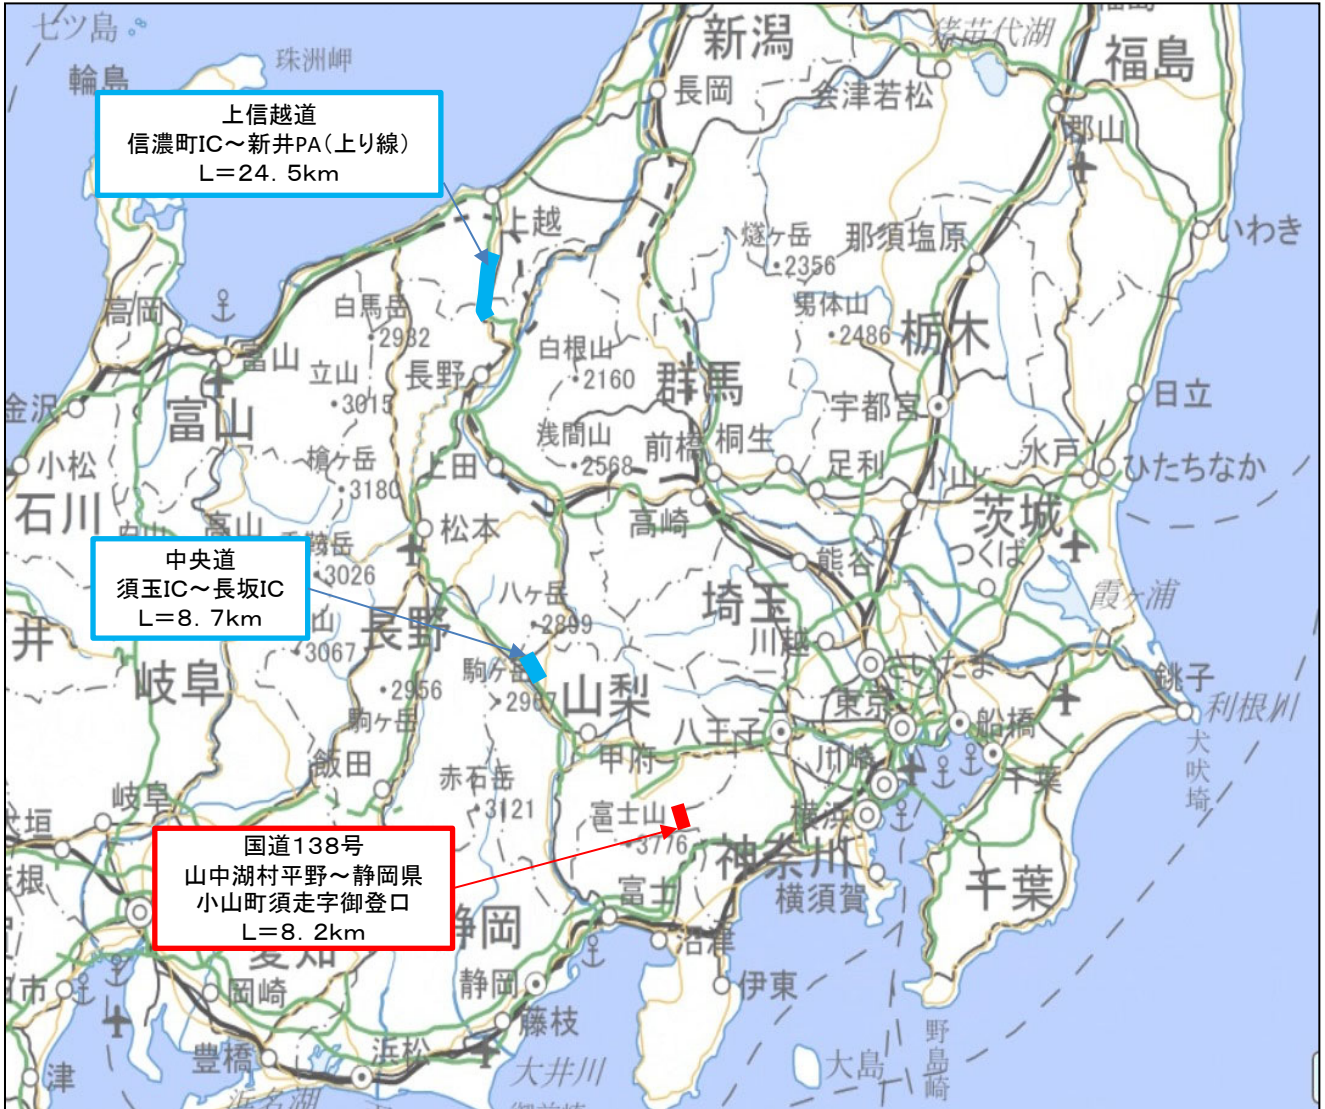 七ツ島
珠洲岬
輪島
新潟
猪苗代湖
福島
長岡
会津若松
郡山
上信越道
信濃町IC～新井PA（上り線）
L＝24．5km
上越
燧ヶ岳
・2356
那須塩原
いわき
高岡
白馬岳
・2932
男体山
・2486
栃木
富山
立山
・3015
長野
白根山
・2160
群馬
日立
金沢
富山
宇都宮
小松
槍ヶ岳
・3180
上田
浅間山
・2568
前橋
桐生
足利
小山
水戸
ひたちなか
石川
松本
高崎
茨城
つくば
熊谷
中央道
須玉IC～長坂IC
L＝8．7km
・3026
八ヶ岳
・2899
埼玉
霞ヶ浦
山
・3067
長野
川越
井
岐阜
・2956
駒ヶ岳
駒ヶ岳
・2967
山梨
さいたま
銚子
利根川
犬吠埼
東京
船橋
八王子
甲府
川崎
千葉
飯田
赤石岳
・3121
岐阜
富士山
・3776
横浜
神奈川
横須賀
千葉
国道138号
山中湖村平野～静岡県
小山町須走字御登口
L＝8．2km
富士
静岡
沼津
愛知
岡崎
静岡
伊東
藤枝
豊橋
浜松
大井川
大島
野島崎
津
浜名湖